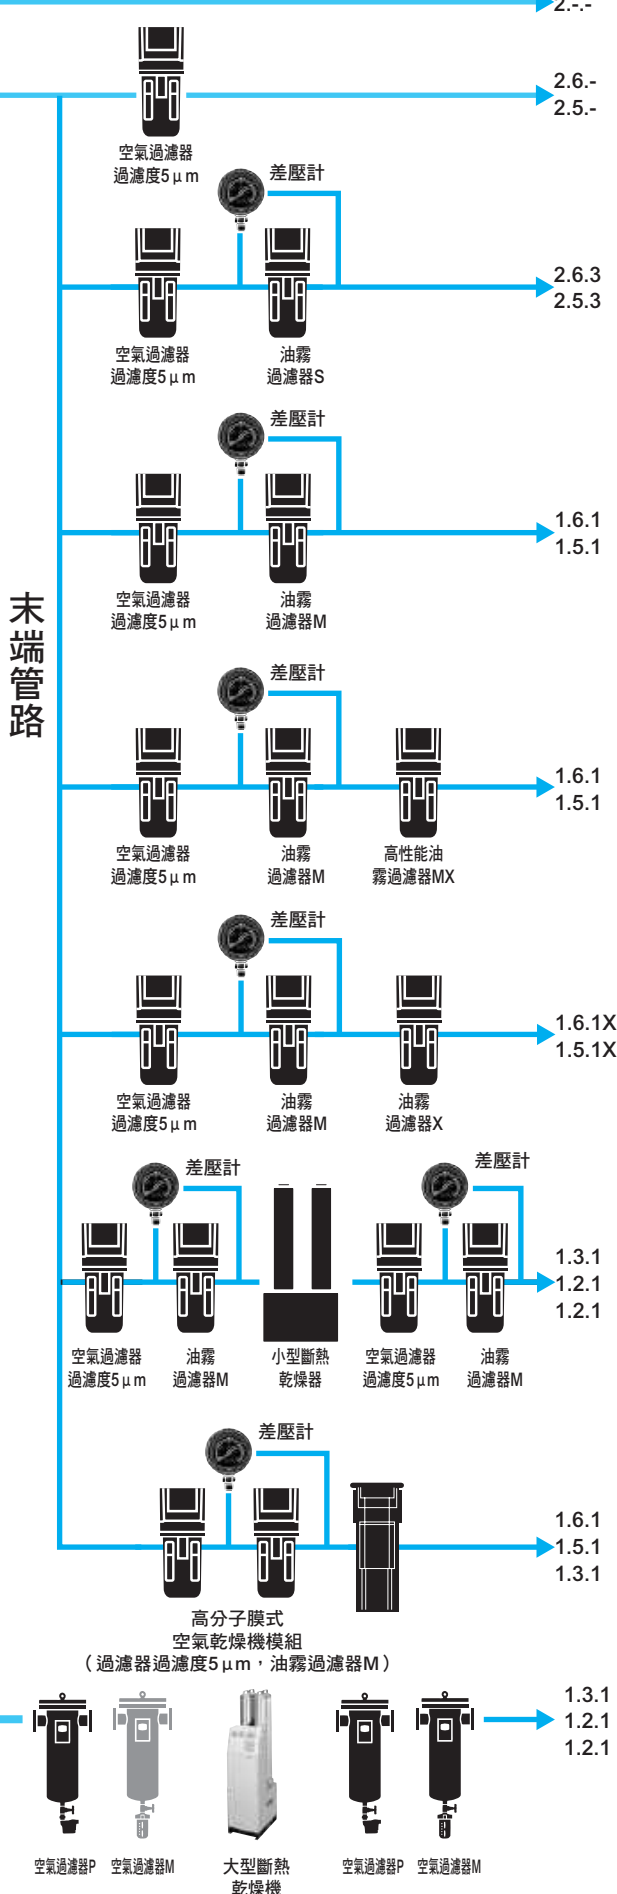 2.-.-
2.6.-
2.5.-
空氣過濾器
過濾度5μm
差壓計
2.6.3
2.5.3
空氣過濾器
過濾度5μm
油霧
過濾器S
差壓計
1.6.1
1.5.1
空氣過濾器
過濾度5μm
油霧
過濾器M
末端管路
差壓計
1.6.1
1.5.1
空氣過濾器
過濾度5μm
油霧
過濾器M
高性能油
霧過濾器MX
差壓計
1.6.1X
1.5.1X
空氣過濾器
過濾度5μm
油霧
過濾器M
油霧
過濾器X
差壓計
差壓計
1.3.1
1.2.1
1.2.1
空氣過濾器
過濾度5μm
油霧
過濾器M
小型斷熱
乾燥器
空氣過濾器
過濾度5μm
油霧
過濾器M
差壓計
1.6.1
1.5.1
1.3.1
高分子膜式
空氣乾燥機模組
(過濾器過濾度5μm,油霧過濾器M)
1.3.1
1.2.1
1.2.1
空氣過濾器P
空氣過濾器M
大型斷熱
乾燥機
空氣過濾器P
空氣過濾器M